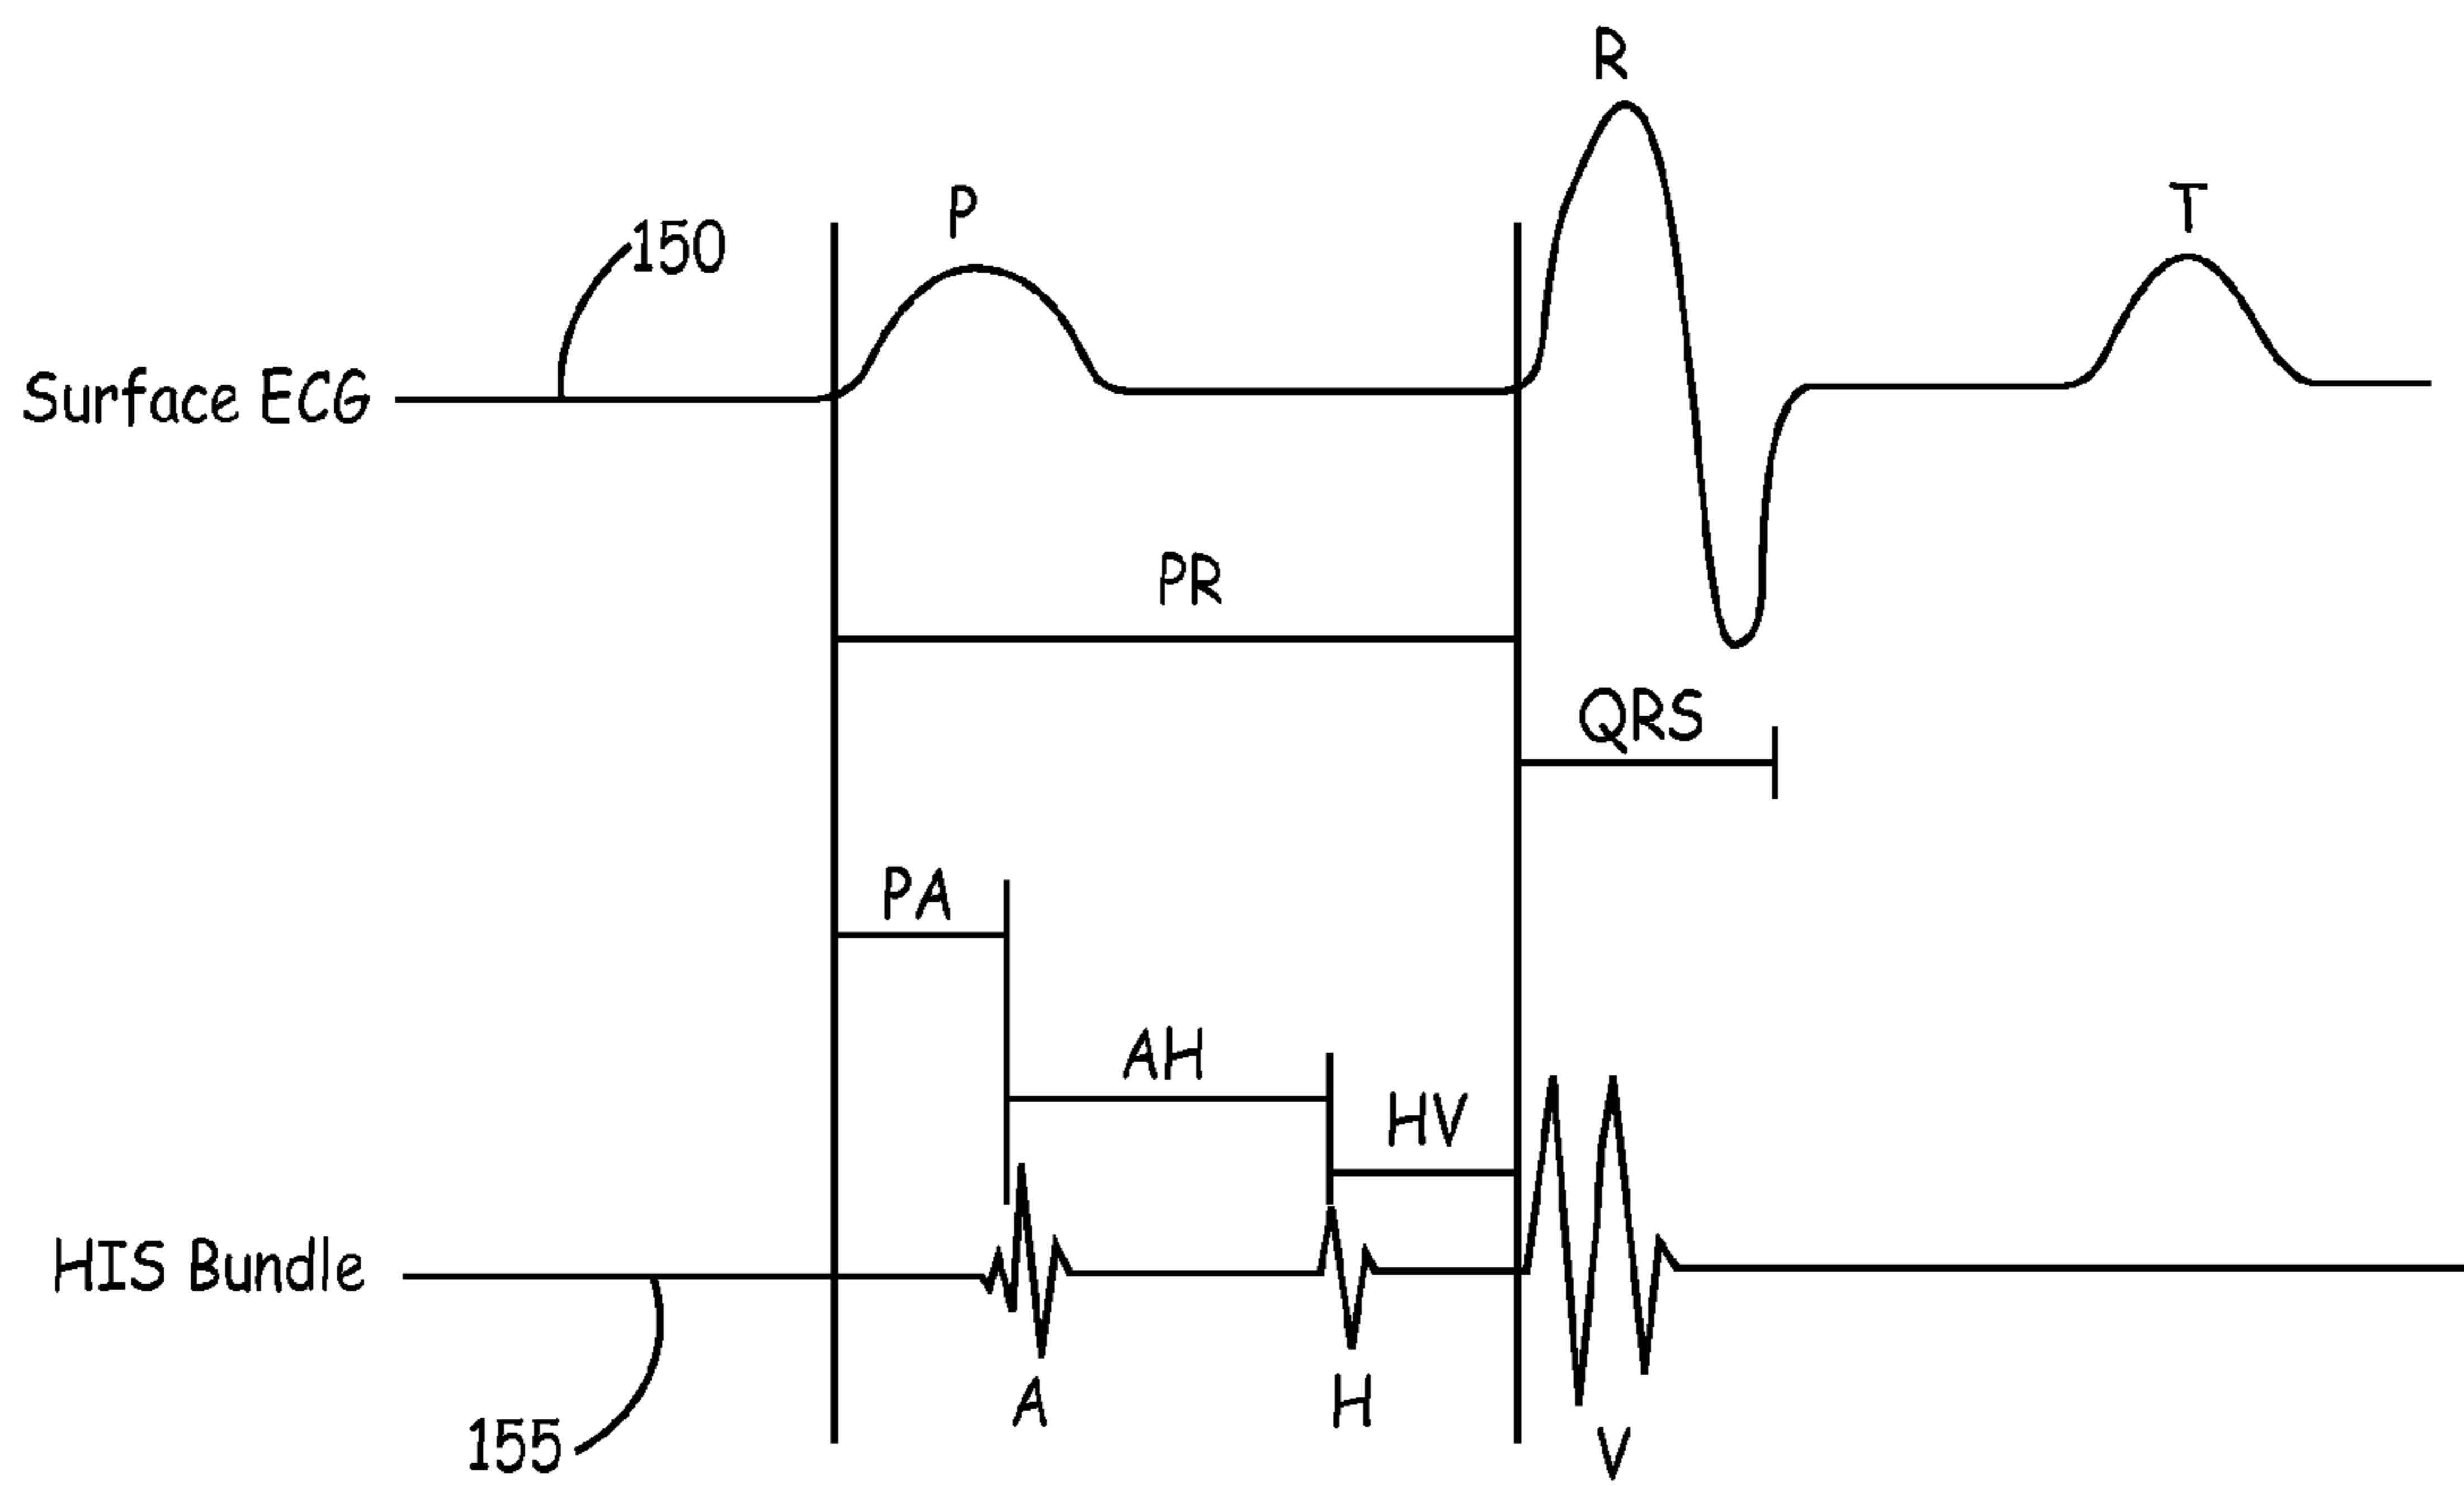 R
P
T
150
Surface ECG
PR
QRS
PA
AH
HV
HIS Bundle
A
H
155
V